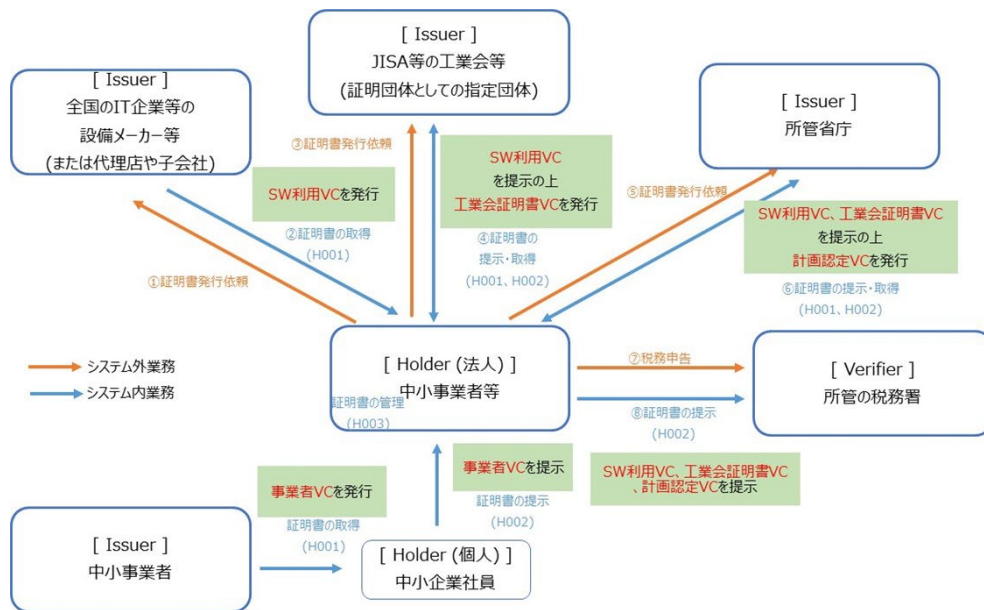 [ Issuer ]
JISA等の工業会等
(証明団体としての指定団体)
[ Issuer ]
全国のIT企業等の
設備メーカー等
(または代理店や子会社)
[ Issuer ]
所管省庁
③証明書発行依頼
SW利用VC
を提示の上
工業会証明書VCを発行
⑤証明書発行依頼
SW利用VCを発行
SW利用VC、工業会証明書VC
を提示の上
計画認定VCを発行
②証明書の取得
(H001)
④証明書の
提示・取得
(H001、H002)
①証明書発行依頼
⑥証明書の提示・取得
(H001、H002)
[ Holder (法人) ]
中小事業者等
証明書の管理
(H003)
⑦税務申告
[ Verifier ]
所管の税務署
システム外業務
システム内業務
⑧証明書の提示
(H002)
事業者VCを提示
SW利用VC、工業会証明書VC
、計画認定VCを提示
事業者VCを発行
証明書の提示
(H002)
証明書の取得
(H001)
[ Issuer ]
中小事業者
[ Holder (個人) ]
中小企業社員